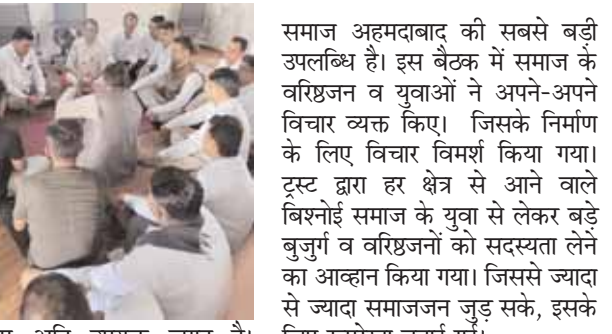 समाज अहमदाबाद की सबसे बड़ी
उपलब्धि है। इस बैठक में समाज के
वरिष्ठजन व युवाओं ने अपने-अपने
विचार व्यक्त किए। जिसके निर्माण
के लिए विचार विमर्श किया गया।
ट्रस्ट द्वारा हर क्षेत्र से आने वाले
बिश्नोई समाज के युवा से लेकर बड़े
बुजुर्ग व वरिष्ठजनों को सदस्यता लेने
का आव्हान किया गया। जिससे ज्यादा
से ज्यादा समाजजन जुड़ सके, इसके